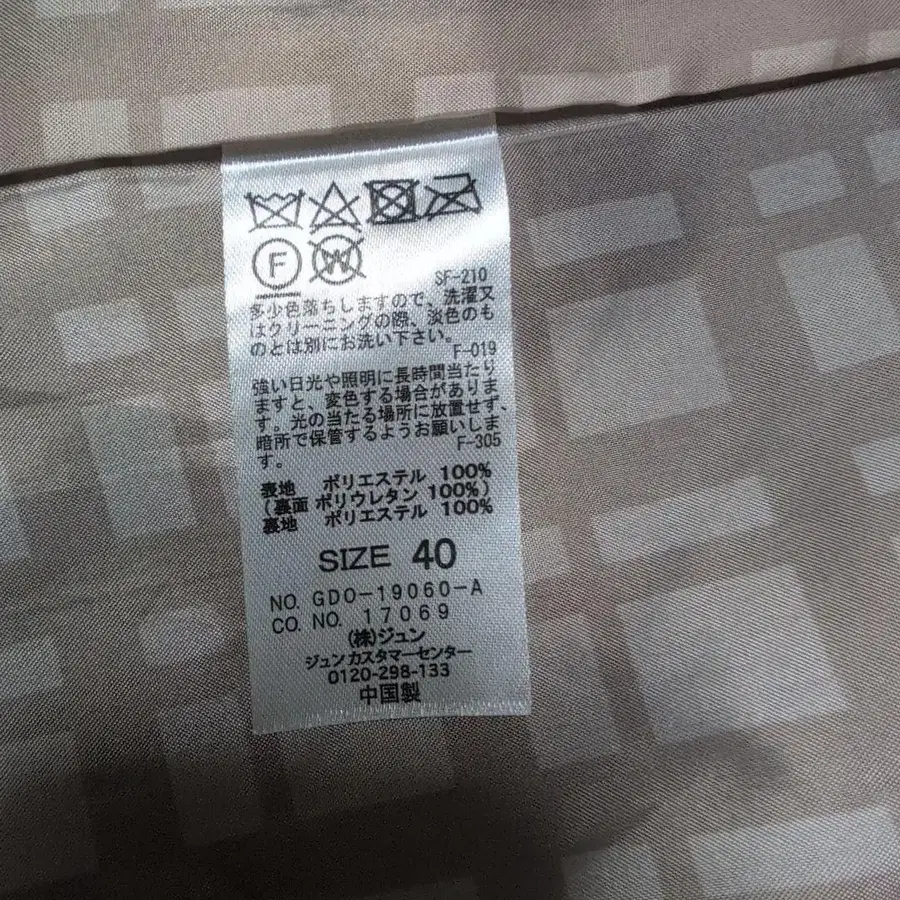 F W
SF-210
多少色落ちしますので、洗濯又
はクリーニングの際、淡色のも
のとは別にお洗い下さい。
F-019
強い日光や照明に長時間当たり
ますと、変色する場合がありま
す。光の当たる場所に放置せず、
暗所で保管するようお願いしま
す。
F-305
表地 ポリエステル 100%
(裏面 ポリウレタン 100%)
裏地 ポリエステル 100%
SIZE 40
NO. GDO-19060-A
CO. NO. 17069
(株)ジュン
ジュンカスタマーセンター
0120-298-133
中国製